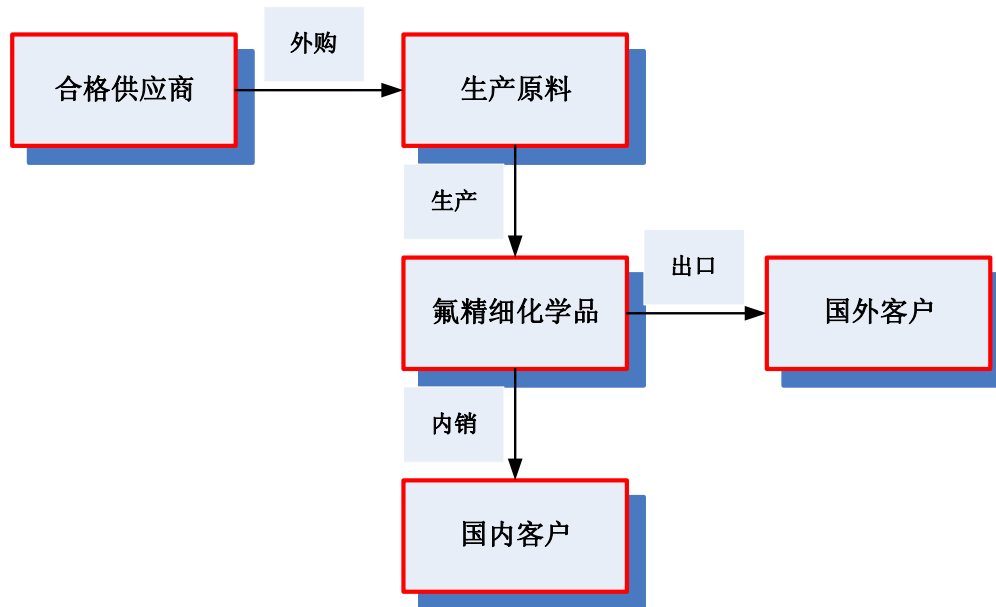 外购
合格供应商
生产原料
生产
出口
氟精细化学品
国外客户
内销
国内客户